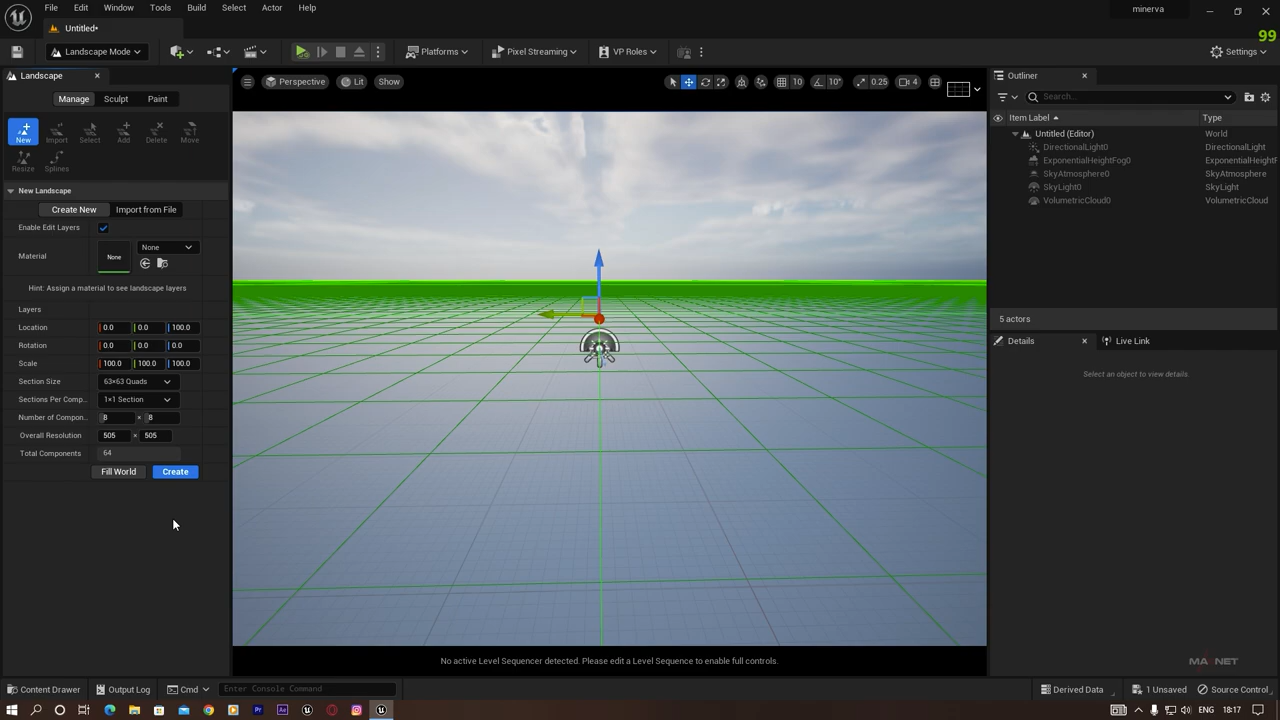 File Edit Window Tools Build Select Actor Help
minerva
Untitled*
99
Landscape Mode
Platforms
Pixel Streaming
VP Roles
Settings
Landscape
Manage Sculpt Paint
New Import Select Add Delete Move
Resize Splines
New Landscape
Create New Import from File
Enable Edit Layers
Material None None
Hint: Assign a material to see landscape layers
Layers
Location 0.0 0.0 100.0
Rotation 0.0 0.0 0.0
Scale 100.0 100.0 100.0
Section Size 63×63 Quads
Sections Per Comp... 1×1 Section
Number of Compon... 8 × 8
Overall Resolution 505 × 505
Total Components 64
Fill World Create
Perspective Lit Show
10 10° 0.25 4
No active Level Sequencer detected. Please edit a Level Sequence to enable full controls.
Outliner
Search...
Item Label Type
Untitled (Editor) World
DirectionalLight0 DirectionalLight
ExponentialHeightFog0 ExponentialHeightF
SkyAtmosphere0 SkyAtmosphere
SkyLight0 SkyLight
VolumetricCloud0 VolumetricCloud
5 actors
Details Live Link
Select an object to view details.
Content Drawer Output Log Cmd Enter Console Command
Derived Data 1 Unsaved Source Control
Pr Ae
ENG 18:17